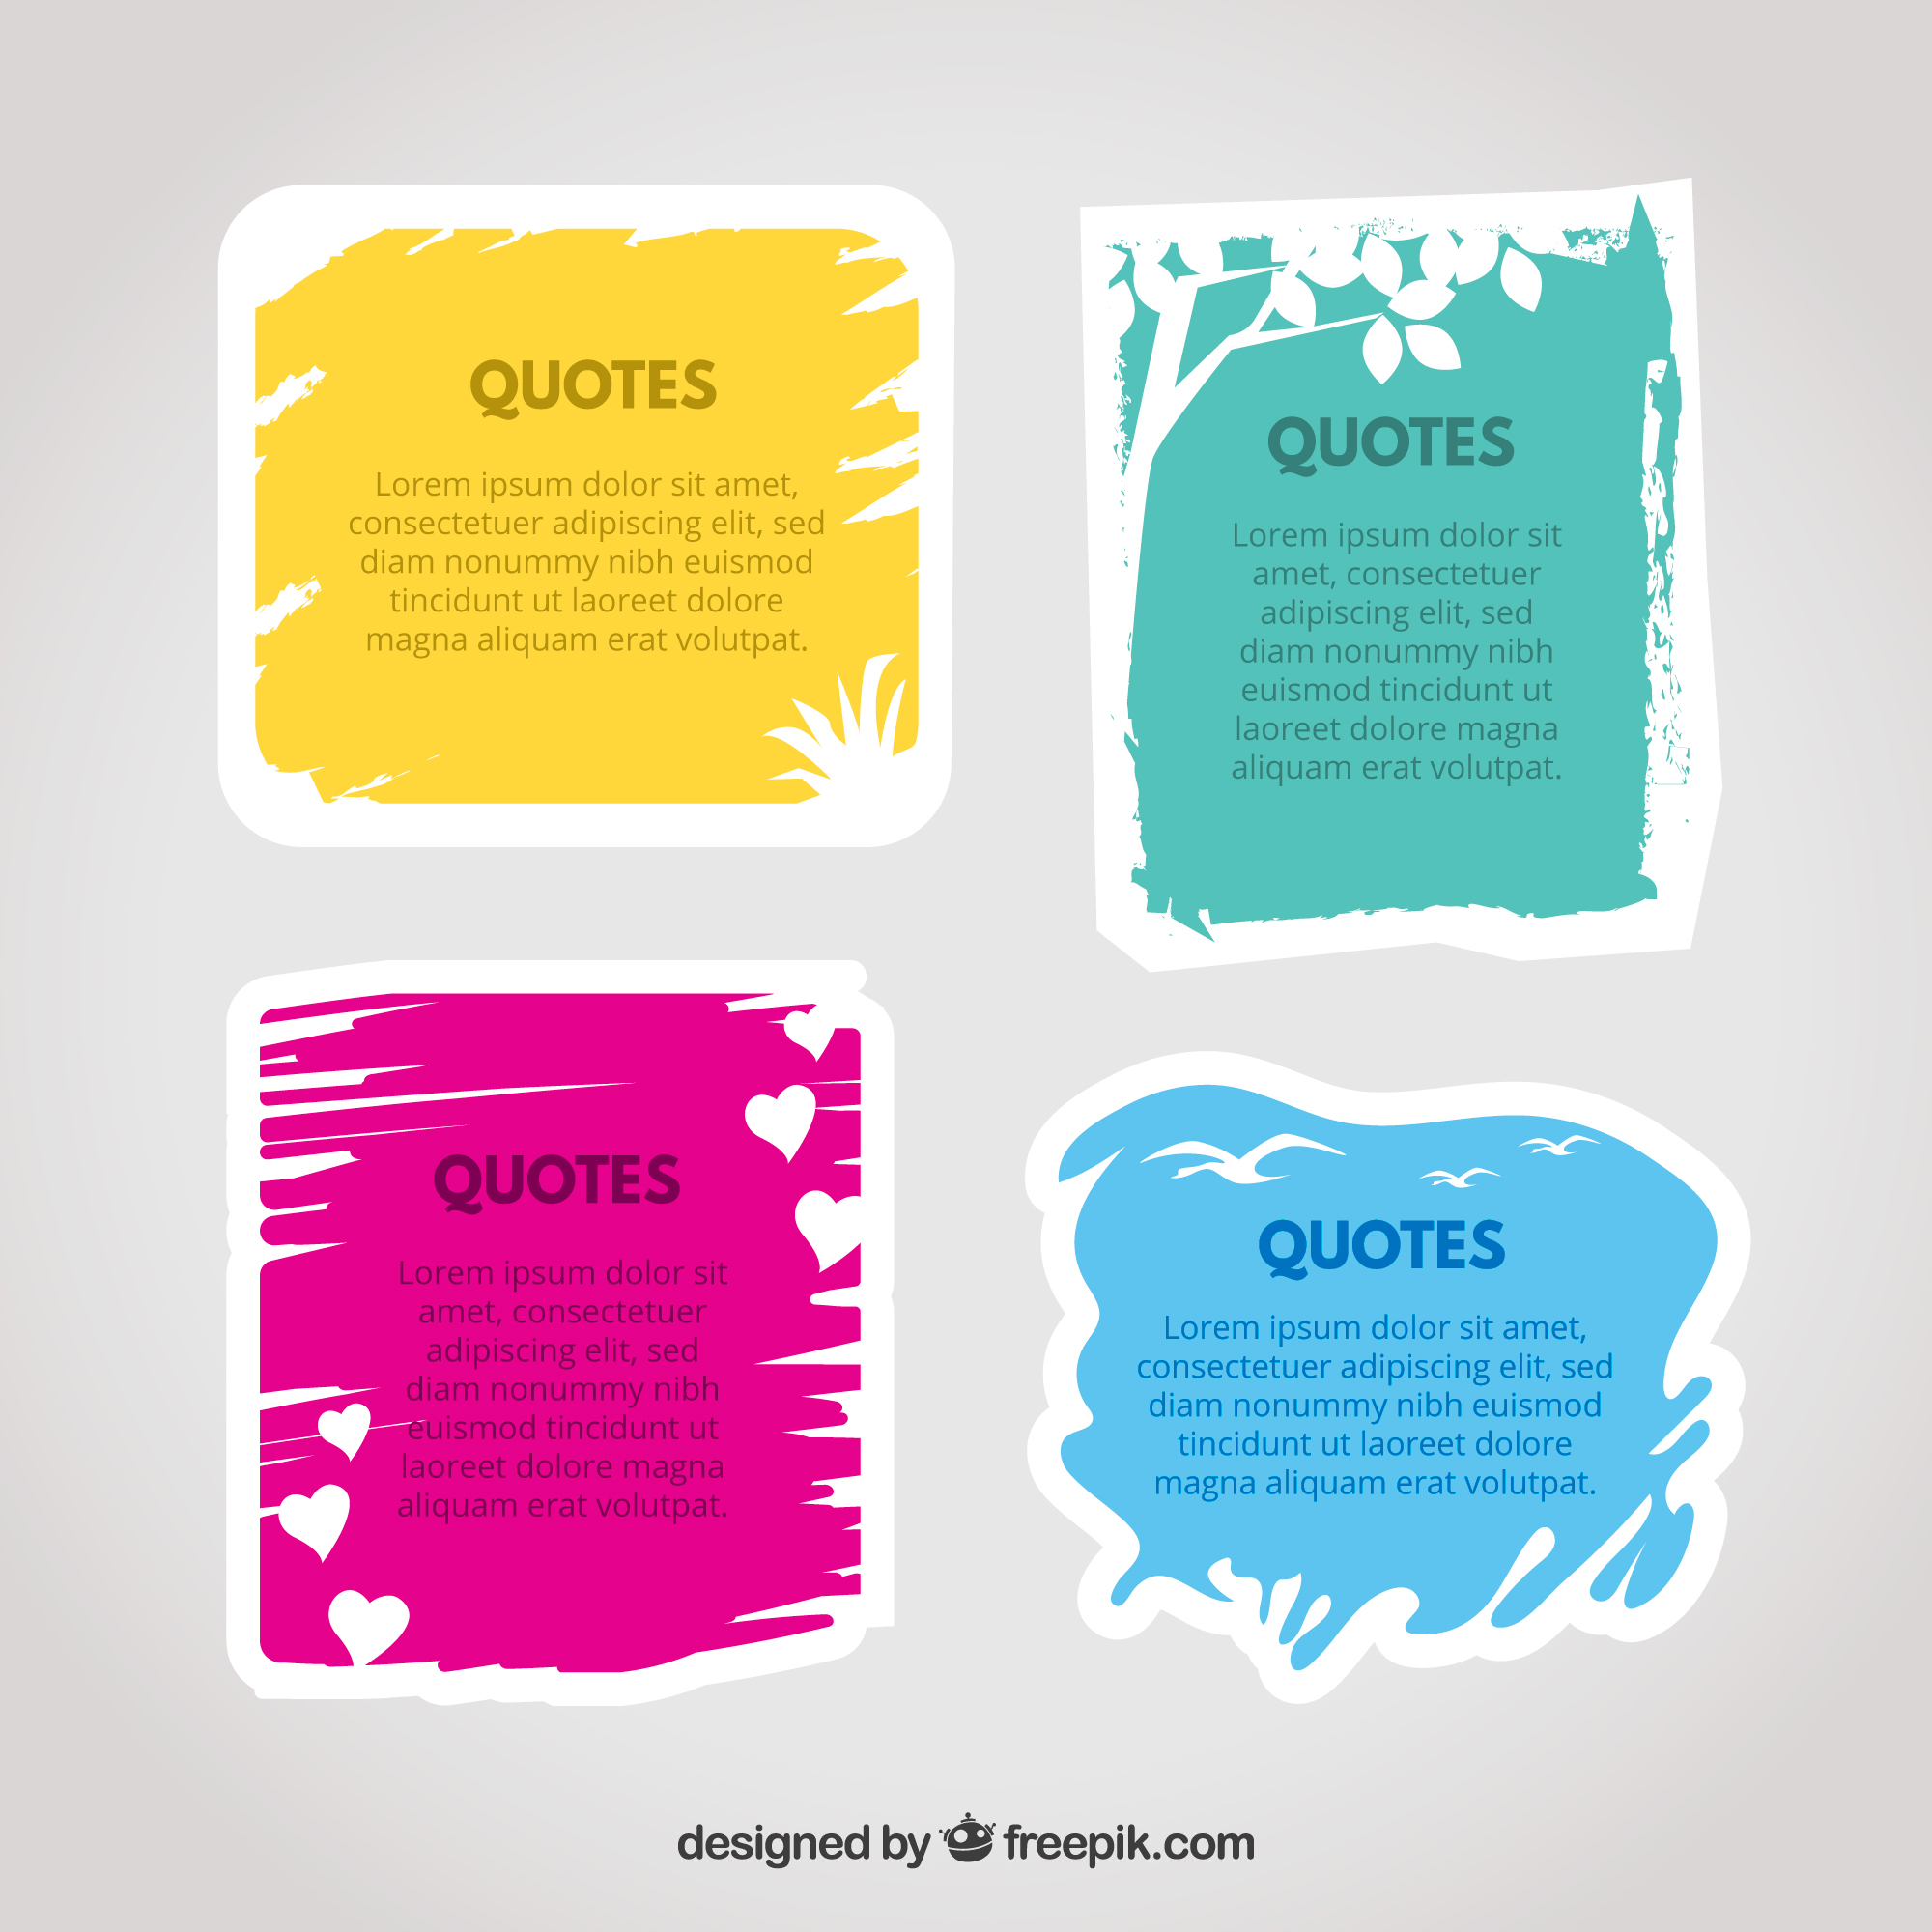 QUOTES
Lorem ipsum dolor sit amet,
consectetuer adipiscing elit, sed
diam nonummy nibh euismod
tincidunt ut laoreet dolore
magna aliquam erat volutpat.
QUOTES
Lorem ipsum dolor sit
amet, consectetuer
adipiscing elit, sed
diam nonummy nibh
euismod tincidunt ut
laoreet dolore magna
aliquam erat volutpat.
QUOTES
Lorem ipsum dolor sit
amet, consectetuer
adipiscing elit, sed
diam nonummy nibh
euismod tincidunt ut
laoreet dolore magna
aliquam erat volutpat.
QUOTES
Lorem ipsum dolor sit amet,
consectetuer adipiscing elit, sed
diam nonummy nibh euismod
tincidunt ut laoreet dolore
magna aliquam erat volutpat.
designed by freepik.com